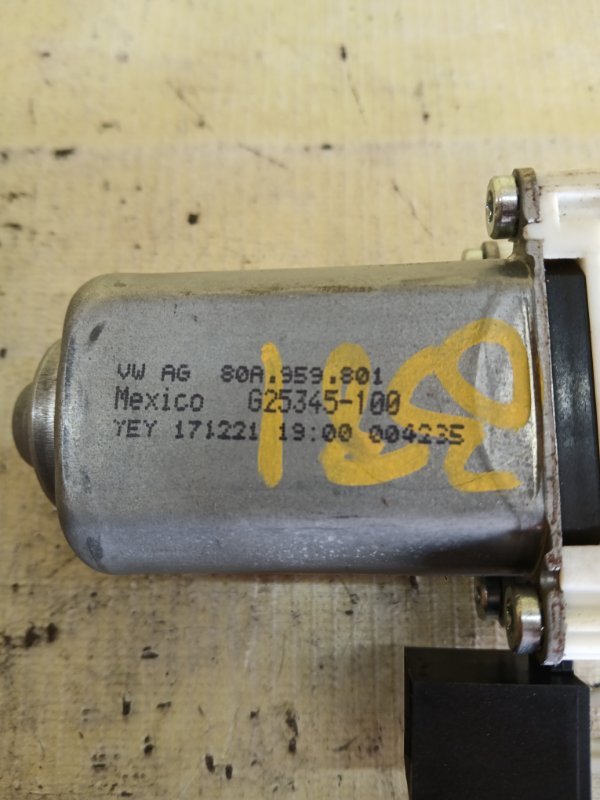 VW AG 80A.959.801
Mexico G25345-100
YEY 171221 19:00 004235